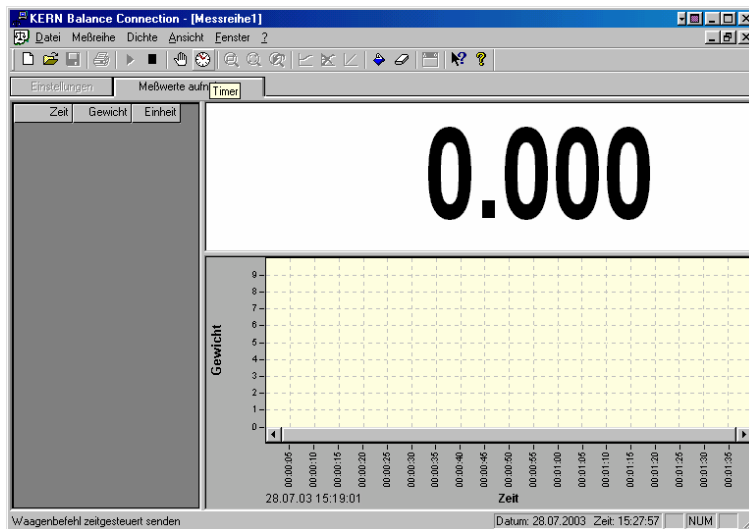 KERN Balance Connection - [Messreihe1]
Datei Meßreihe Dichte Ansicht Fenster ?
Einstellungen Meßwerte aufn
Timer
Zeit Gewicht Einheit
0.000
Gewicht
9
8
7
6
5
4
3
2
1
0
00:00:05 00:00:10 00:00:15 00:00:20 00:00:25 00:00:30 00:00:35 00:00:40 00:00:45 00:00:50 00:00:55 00:01:00 00:01:05 00:01:10 00:01:15 00:01:20 00:01:25 00:01:30 00:01:35
28.07.03 15:19:01 Zeit
Waagenbefehl zeitgesteuert senden Datum: 28.07.2003 Zeit: 15:27:57 NUM